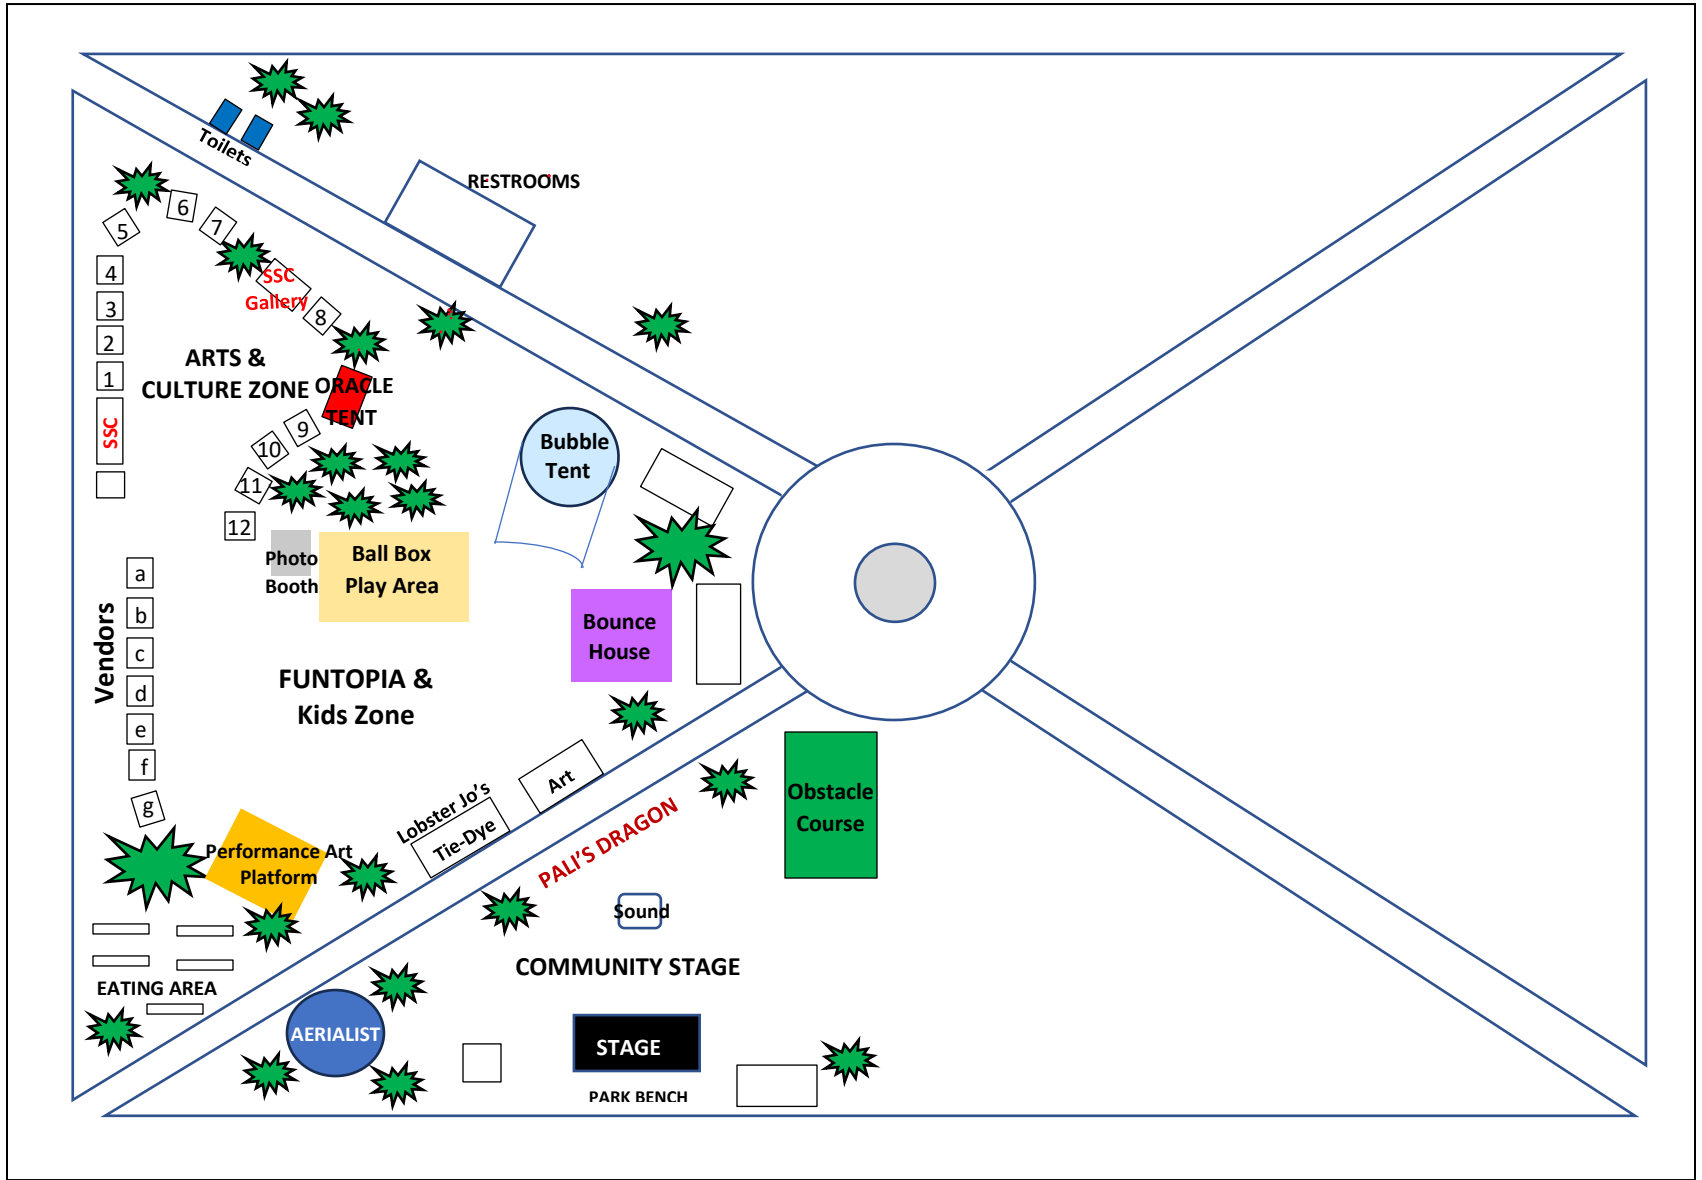 Toilets
RESTROOMS
6
7
5
4
3
2
1
SSC
SSC
Gallery
8
ARTS &
CULTURE ZONE
ORACLE
TENT
9
10
11
12
Bubble
Tent
Photo
Booth
Ball Box
Play Area
Vendors
a
b
c
d
e
f
g
Bounce
House
FUNTOPIA &
Kids Zone
Lobster Jo's
Tie-Dye
Art
Performance Art
Platform
PALI'S DRAGON
Obstacle
Course
Sound
COMMUNITY STAGE
EATING AREA
AERIALIST
STAGE
PARK BENCH